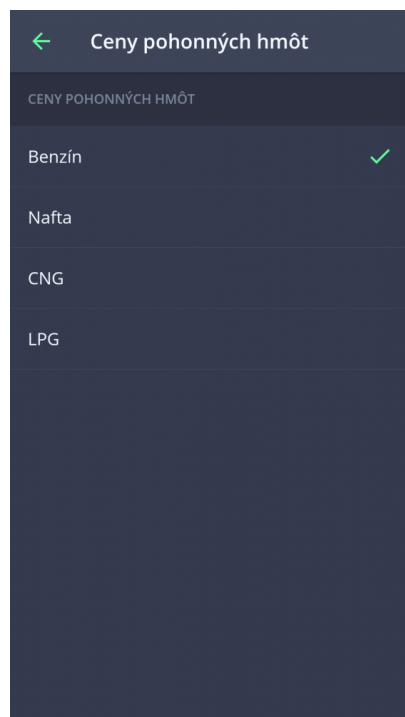 Ceny pohonných hmôt
CENY POHONNÝCH HMÔT
Benzín
Nafta
CNG
LPG